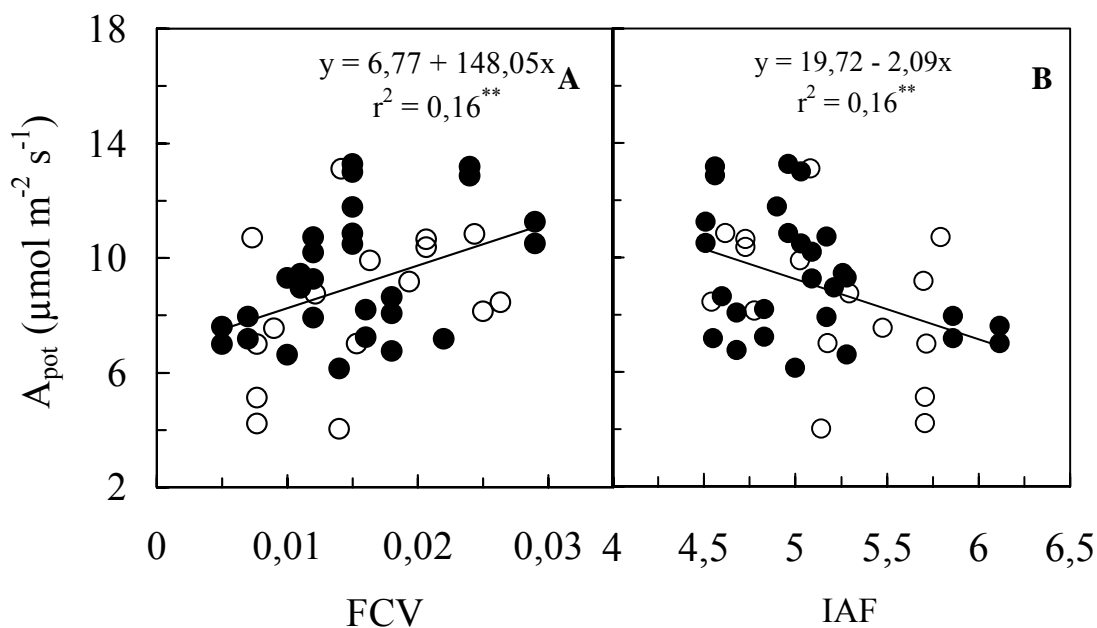 18
14
10
6
2
A_pot (µmol m⁻² s⁻¹)
y = 6,77 + 148,05x
r² = 0,16**
A
y = 19,72 - 2,09x
r² = 0,16**
B
0 0,01 0,02 0,03
4 4,5 5 5,5 6 6,5
FCV
IAF